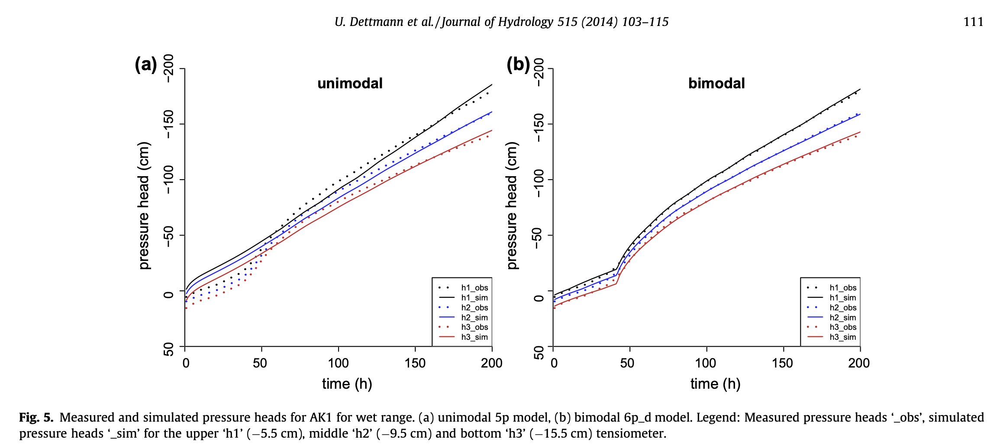 U. Dettmann et al. / Journal of Hydrology 515 (2014) 103–115 111
(a)
unimodal
pressure head (cm)
−200
−150
−100
−50
0
50
0 50 100 150 200
time (h)
h1_obs
h1_sim
h2_obs
h2_sim
h3_obs
h3_sim
(b)
bimodal
pressure head (cm)
−200
−150
−100
−50
0
50
0 50 100 150 200
time (h)
h1_obs
h1_sim
h2_obs
h2_sim
h3_obs
h3_sim
Fig. 5. Measured and simulated pressure heads for AK1 for wet range. (a) unimodal 5p model, (b) bimodal 6p_d model. Legend: Measured pressure heads ‘_obs’, simulated
pressure heads ‘_sim’ for the upper ‘h1’ (−5.5 cm), middle ‘h2’ (−9.5 cm) and bottom ‘h3’ (−15.5 cm) tensiometer.